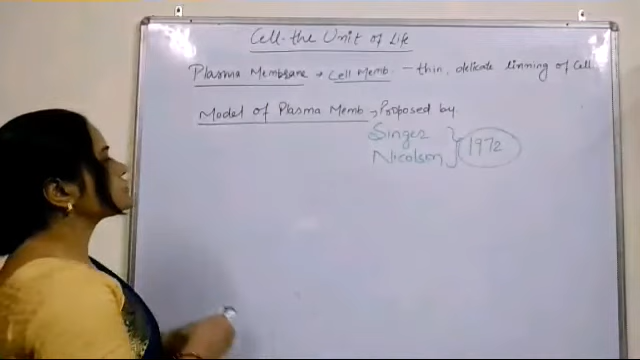 Cell-the Unit of Life
Plasma Membrane → Cell Memb. - thin, delicate linning of Cell.
Model of Plasma Memb → Proposed by.
Singer
Nicolson } 1972